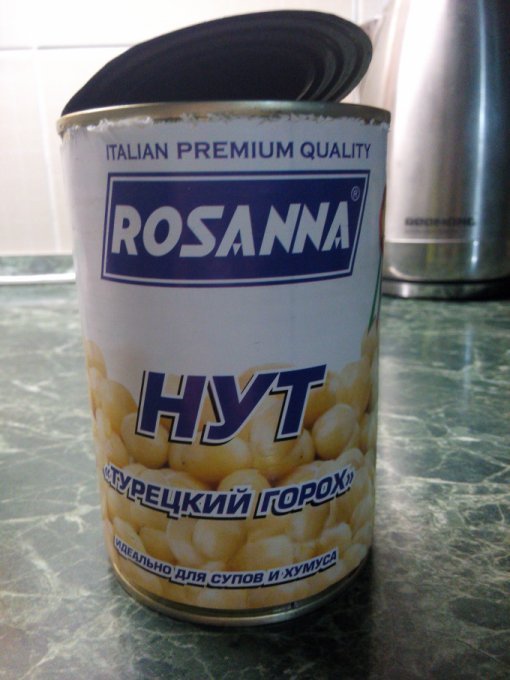 ITALIAN PREMIUM QUALITY
ROSANNA®
НУТ
«ТУРЕЦКИЙ ГОРОХ»
ИДЕАЛЬНО ДЛЯ СУПОВ И ХУМУСА